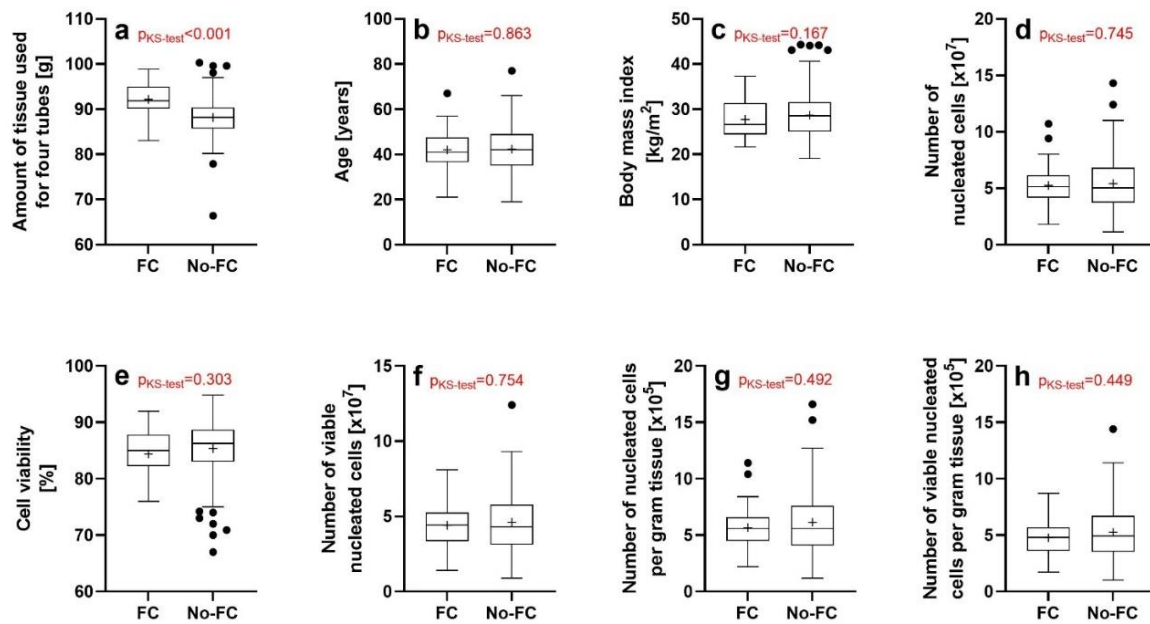 a
pKS-test<0.001
Amount of tissue used
for four tubes [g]
100
90
80
70
60
FC
No-FC
b
pKS-test=0.863
Age [years]
100
80
60
40
20
0
FC
No-FC
c
pKS-test=0.167
Body mass index
[kg/m2]
50
40
30
20
10
0
FC
No-FC
d
pKS-test=0.745
Number of
nucleated cells [x107]
20
15
10
5
0
FC
No-FC
e
pKS-test=0.303
Cell viability
[%]
100
90
80
70
60
FC
No-FC
f
pKS-test=0.754
Number of viable
nucleated cells [x107]
15
10
5
0
FC
No-FC
g
pKS-test=0.492
Number of nucleated cells
per gram tissue [x105]
20
15
10
5
0
FC
No-FC
h
pKS-test=0.449
Number of viable nucleated
cells per gram tissue [x105]
20
15
10
5
0
FC
No-FC